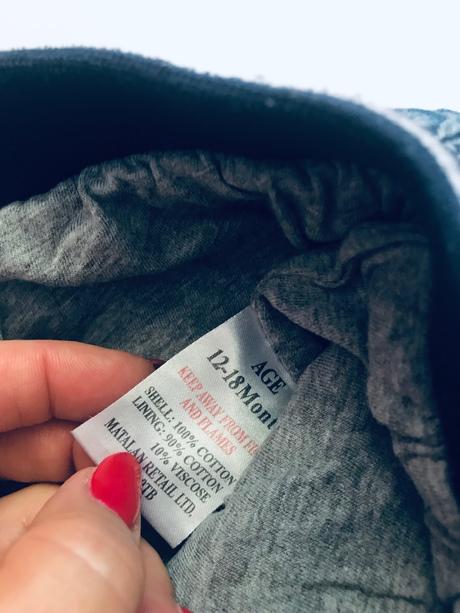 AGE
12-18Mont
KEEP AWAY FROM FI
AND FLAMES
SHELL: 100% COTTON
LINING: 90% COTTON
10% VISCOSE
MATALAN RETAIL LTD.